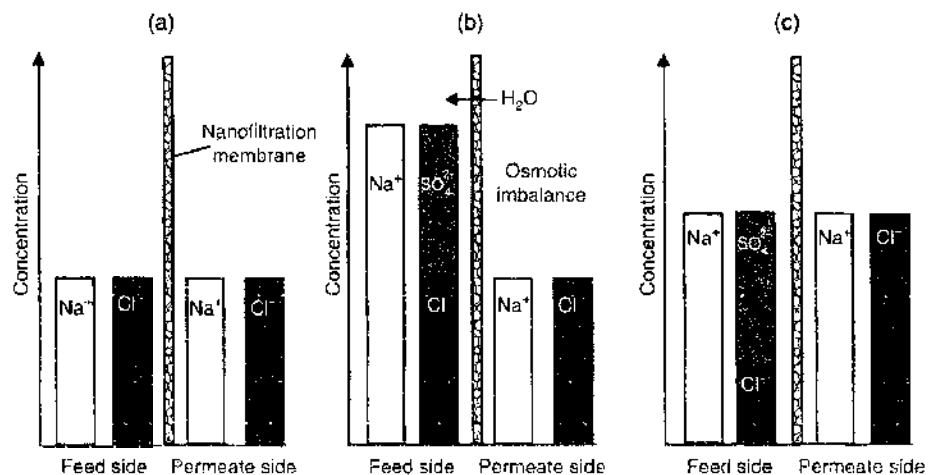 (a)
Concentration
Nanofiltration
membrane
Na⁺
Cl⁻
Na⁺
Cl⁻
Feed side
Permeate side
(b)
Concentration
H₂O
Na⁺
SO₄²⁻
Cl⁻
Osmotic
imbalance
Na⁺
Cl⁻
Feed side
Permeate side
(c)
Concentration
Na⁺
SO₄²⁻
Cl⁻
Na⁺
Cl⁻
Feed side
Permeate side